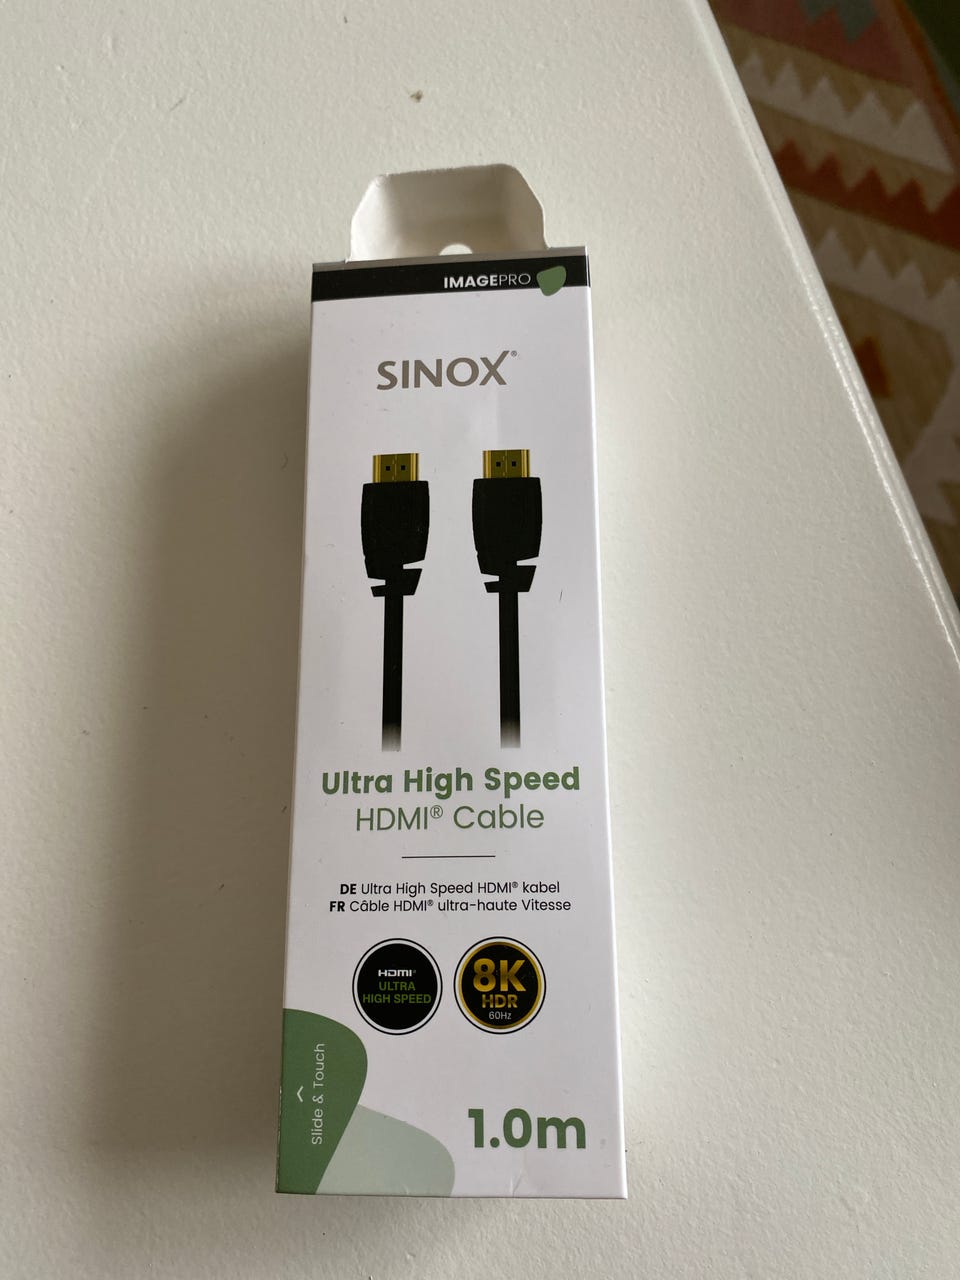 IMAGEPRO
SINOX®
Ultra High Speed
HDMI® Cable
DE Ultra High Speed HDMI® kabel
FR Câble HDMI® ultra-haute Vitesse
HDMI®
ULTRA
HIGH SPEED
8K
HDR
60Hz
Slide & Touch
1.0m